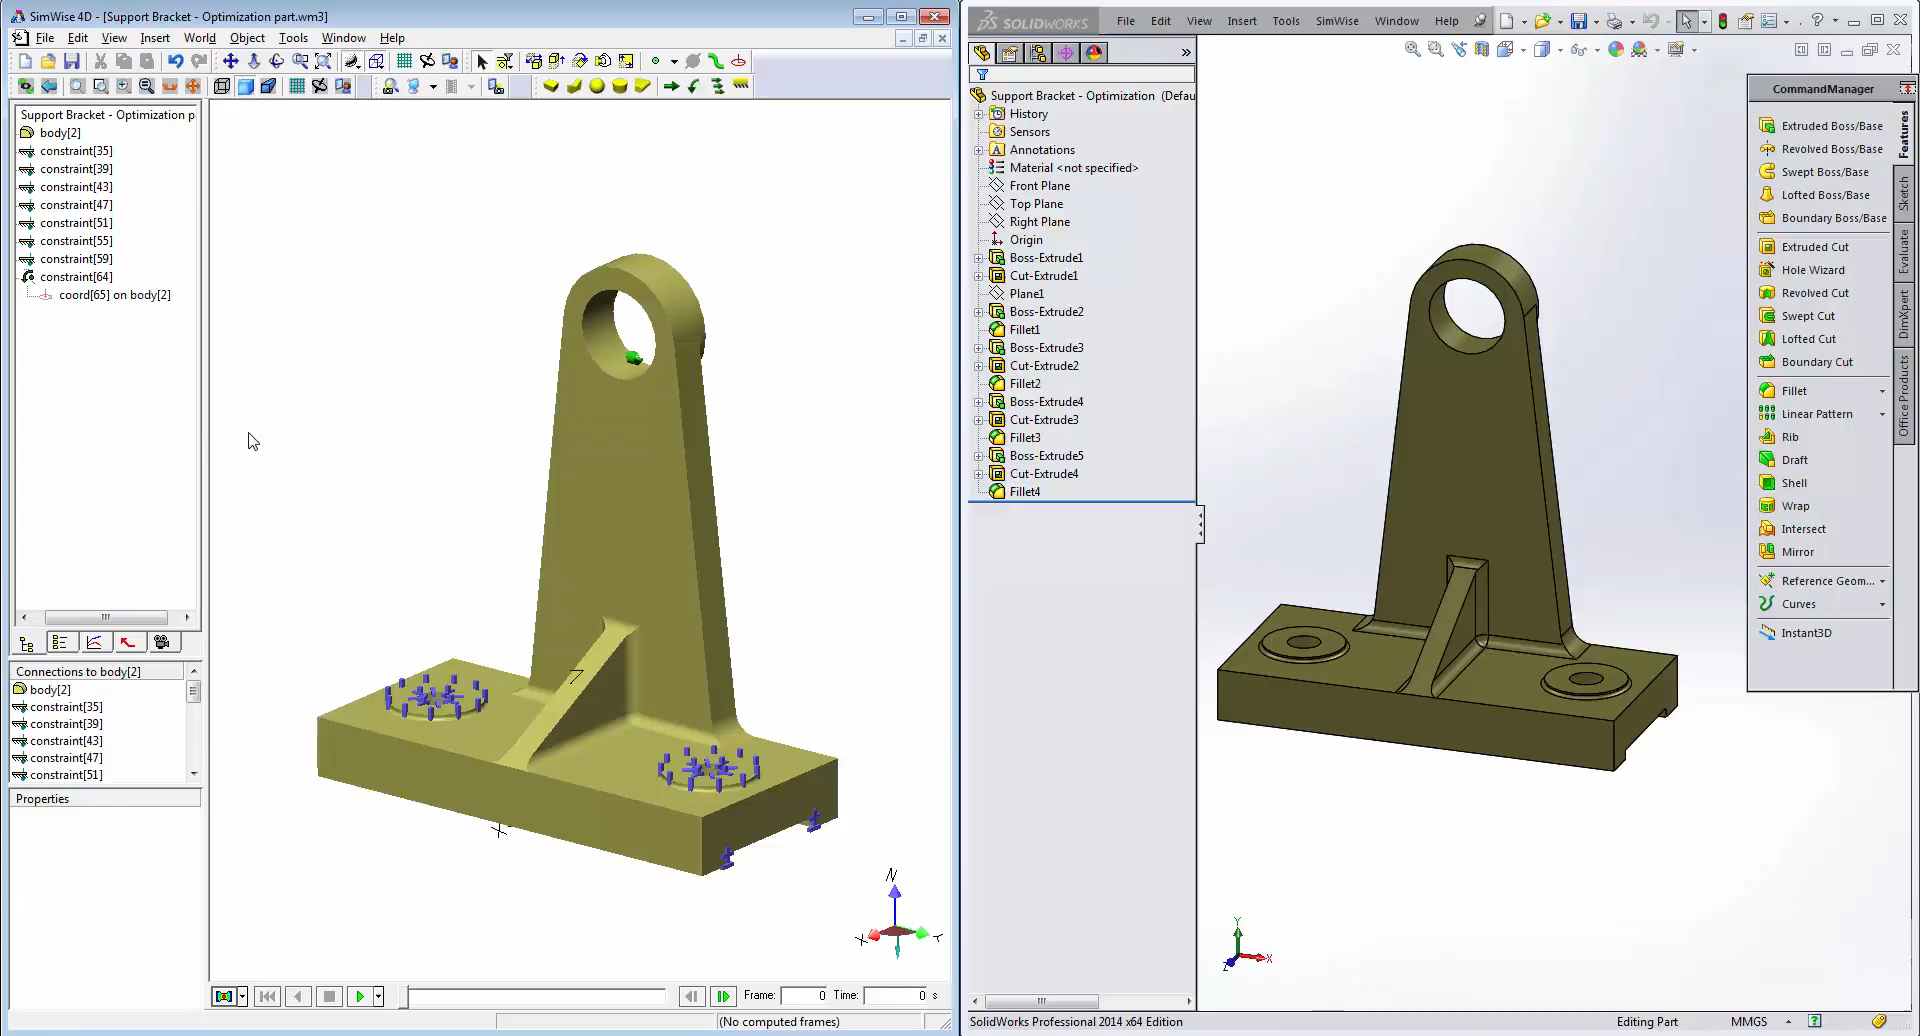 SimWise 4D - [Support Bracket - Optimization part.wm3]
File Edit View Insert World Object Tools Window Help
Support Bracket - Optimization p
body[2]
constraint[35]
constraint[39]
constraint[43]
constraint[47]
constraint[51]
constraint[55]
constraint[59]
constraint[64]
coord[65] on body[2]
Connections to body[2]
body[2]
constraint[35]
constraint[39]
constraint[43]
constraint[47]
constraint[51]
Properties
X
Y
Frame: 0 Time: 0 s
(No computed frames)
SOLIDWORKS File Edit View Insert Tools SimWise Window Help
Support Bracket - Optimization (Defau
History
Sensors
Annotations
Material <not specified>
Front Plane
Top Plane
Right Plane
Origin
Boss-Extrude1
Cut-Extrude1
Plane1
Boss-Extrude2
Fillet1
Boss-Extrude3
Cut-Extrude2
Fillet2
Boss-Extrude4
Cut-Extrude3
Fillet3
Boss-Extrude5
Cut-Extrude4
Fillet4
Y
X
Z
CommandManager
Extruded Boss/Base
Revolved Boss/Base
Swept Boss/Base
Lofted Boss/Base
Boundary Boss/Base
Extruded Cut
Hole Wizard
Revolved Cut
Swept Cut
Lofted Cut
Boundary Cut
Fillet
Linear Pattern
Rib
Draft
Shell
Wrap
Intersect
Mirror
Reference Geom...
Curves
Instant3D
Features
Sketch
Evaluate
DimXpert
Office Products
SolidWorks Professional 2014 x64 Edition Editing Part MMGS